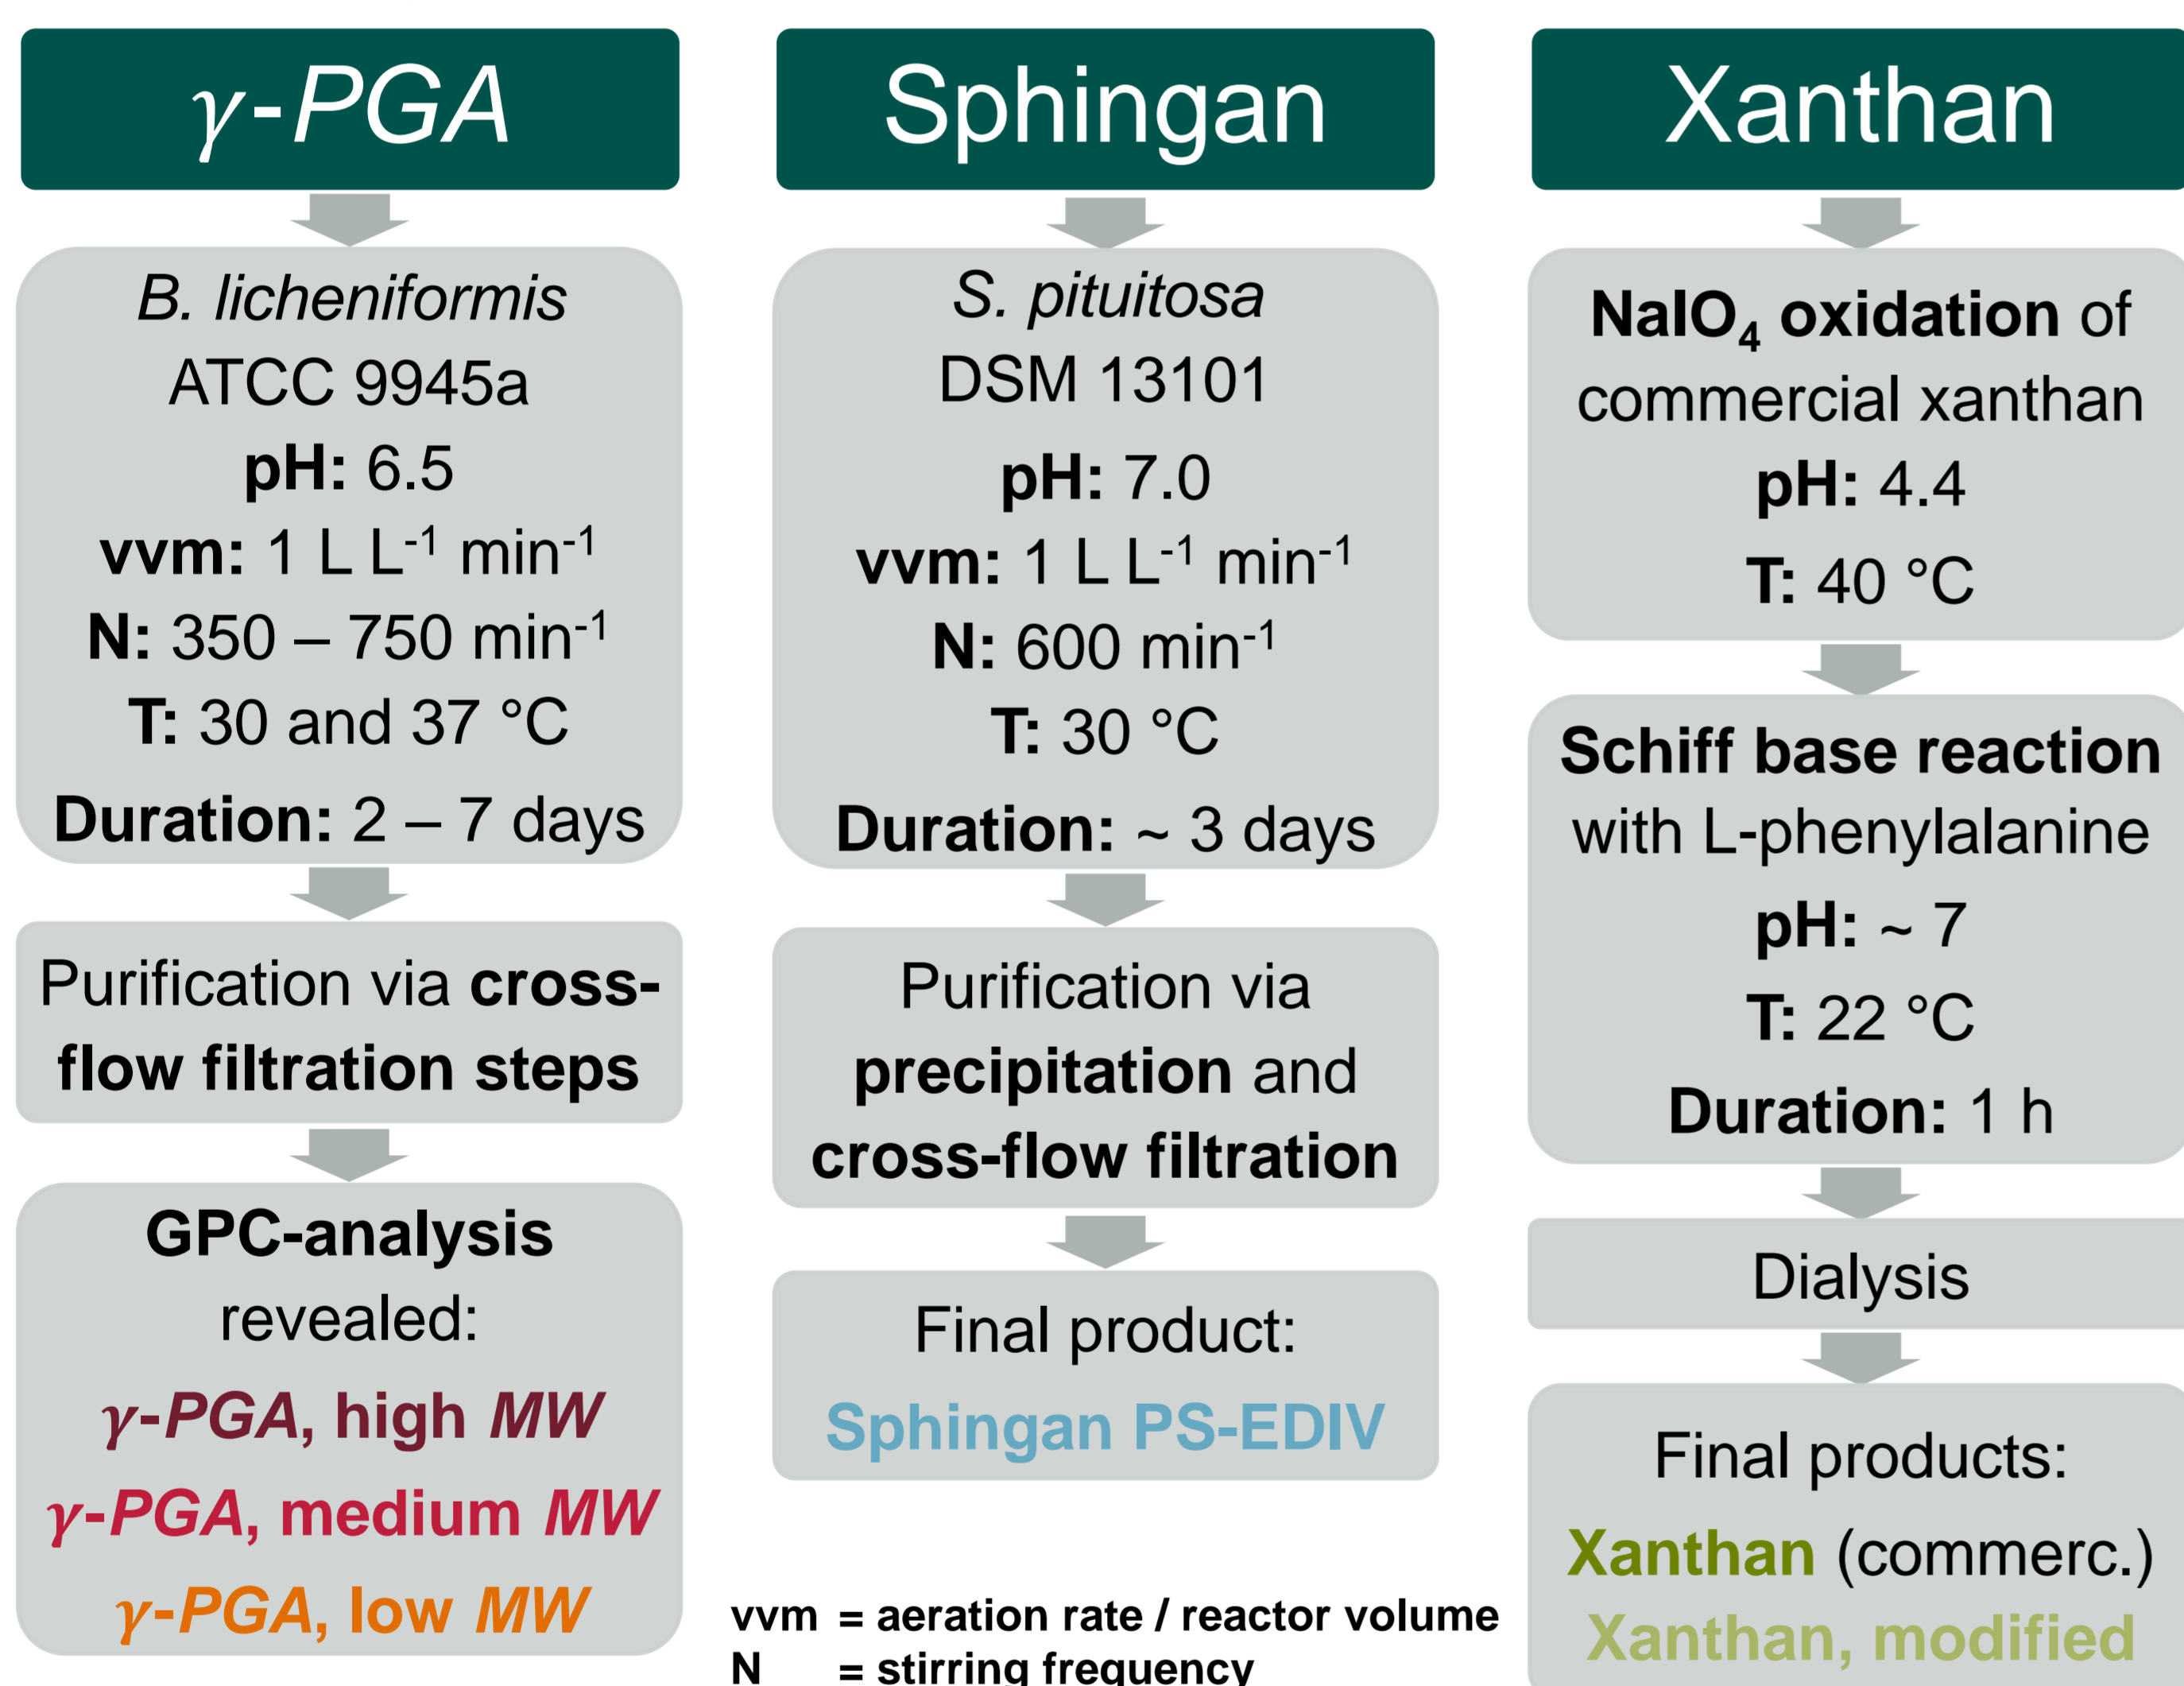 γ-PGA
B. licheniformis
ATCC 9945a
pH: 6.5
vvm: 1 L L⁻¹ min⁻¹
N: 350 – 750 min⁻¹
T: 30 and 37 °C
Duration: 2 – 7 days
Purification via cross-
flow filtration steps
GPC-analysis
revealed:
γ-PGA, high MW
γ-PGA, medium MW
γ-PGA, low MW
Sphingan
S. pituitosa
DSM 13101
pH: 7.0
vvm: 1 L L⁻¹ min⁻¹
N: 600 min⁻¹
T: 30 °C
Duration: ~ 3 days
Purification via
precipitation and
cross-flow filtration
Final product:
Sphingan PS-EDIV
vvm = aeration rate / reactor volume
N = stirring frequency
Xanthan
NaIO₄ oxidation of
commercial xanthan
pH: 4.4
T: 40 °C
Schiff base reaction
with L-phenylalanine
pH: ~ 7
T: 22 °C
Duration: 1 h
Dialysis
Final products:
Xanthan (commerc.)
Xanthan, modified